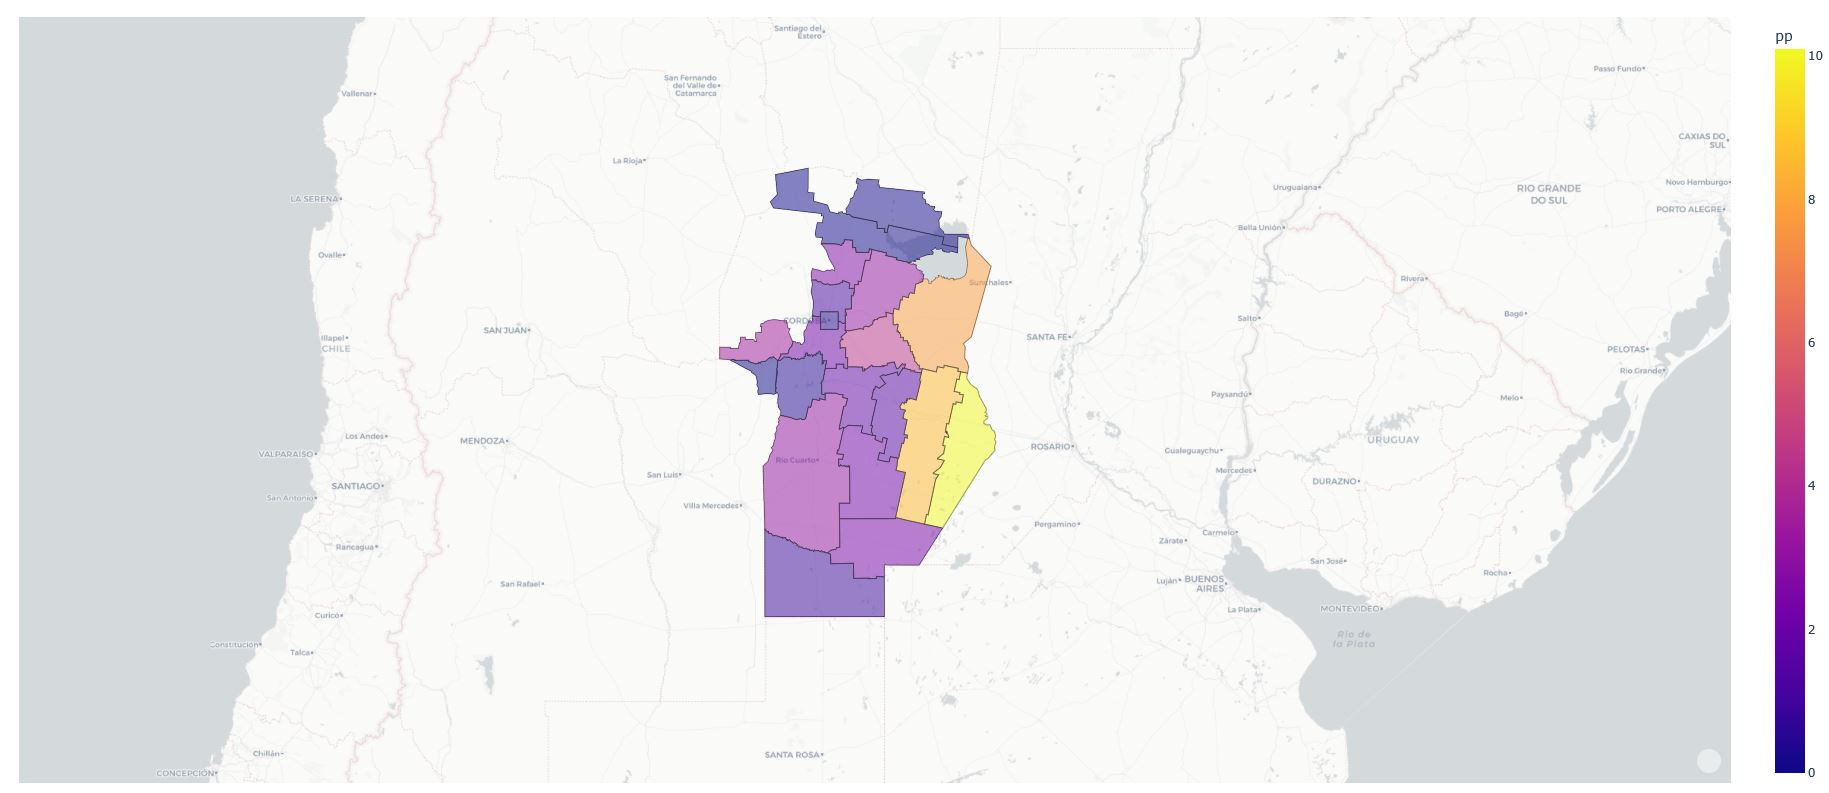 Santiago del
Estero
San Fernando
del Valle de
Catamarca
Vallenar
Passo Fundo
CAXIAS DO
SUL
La Rioja
Uruguaiana
RIO GRANDE
DO SUL
Novo Hamburgo
LA SERENA
PORTO ALEGRE
Bella Unión
Ovalle
Rivera
Sunchales
Bagé
CÓRDOBA
Salto
SAN JUAN
Illapel
CHILE
SANTA FE
PELOTAS
Rio Grande
Paysandú
Melo
Los Andes
MENDOZA
URUGUAY
VALPARAÍSO
ROSARIO
Gualeguaychu
Río Cuarto
San Luis
Mercedes
SANTIAGO
DURAZNO
San Antonio
Villa Mercedes
Pergamino
Carmelo
Zárate
Rancagua
San José
Rocha
San Rafael
Luján
BUENOS
AIRES
La Plata
MONTEVIDEO
Curicó
Río de
la Plata
Constitución
Talca
Chillán
SANTA ROSA
CONCEPCIÓN
pp
10
8
6
4
2
0